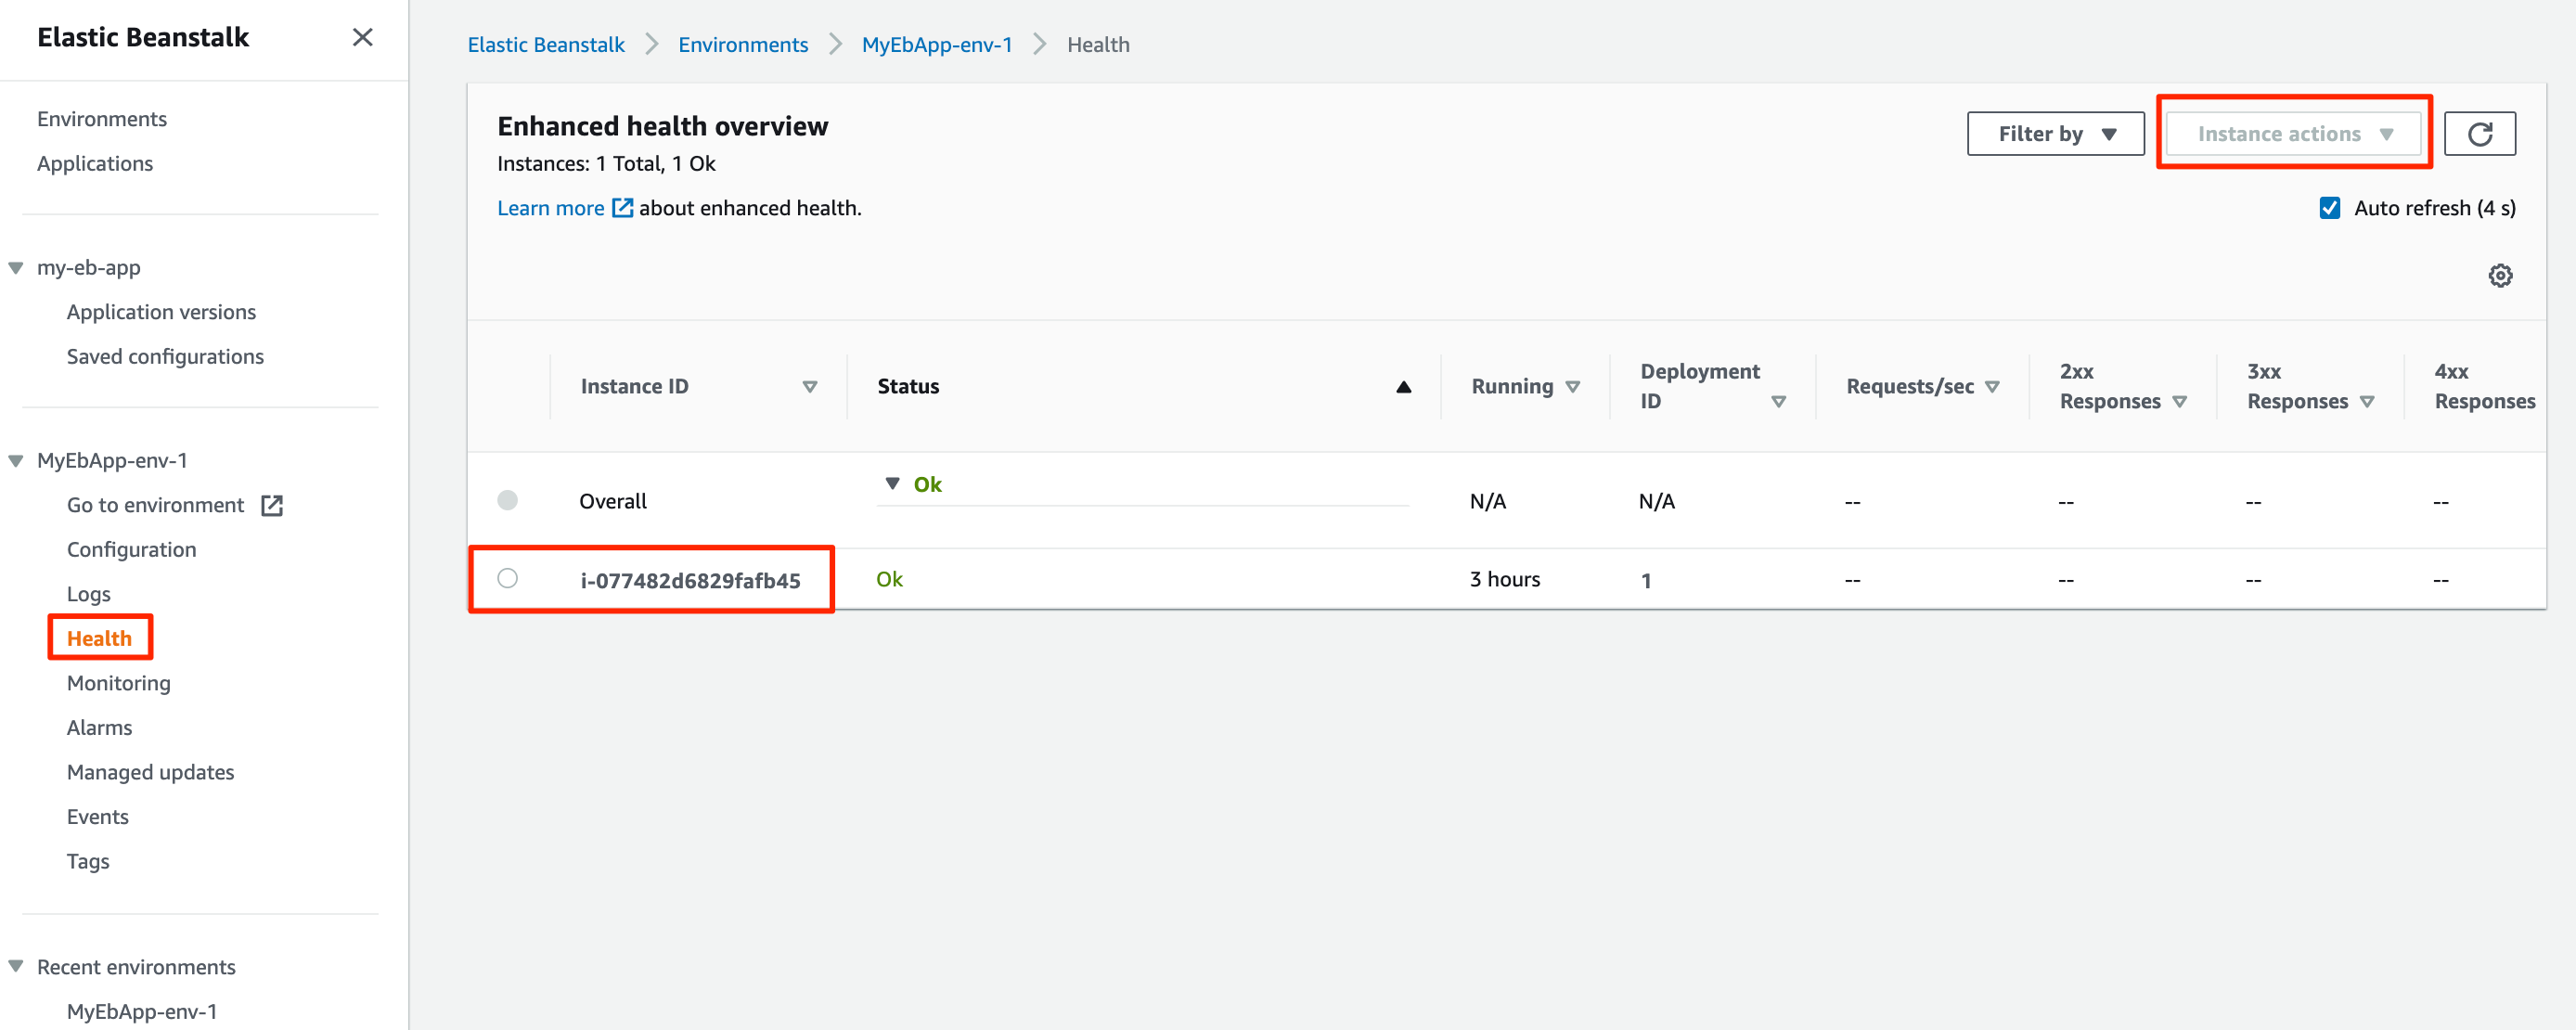 Elastic Beanstalk
Environments
Applications
my-eb-app
Application versions
Saved configurations
MyEbApp-env-1
Go to environment
Configuration
Logs
Health
Monitoring
Alarms
Managed updates
Events
Tags
Recent environments
MyEbApp-env-1
Elastic Beanstalk Environments MyEbApp-env-1 Health
Enhanced health overview
Instances: 1 Total, 1 Ok
Learn more about enhanced health.
Filter by Instance actions
Auto refresh (4 s)
Instance ID Status Running Deployment ID Requests/sec 2xx Responses 3xx Responses 4xx Responses
Overall Ok N/A N/A -- -- -- --
i-077482d6829fafb45 Ok 3 hours 1 -- -- -- --